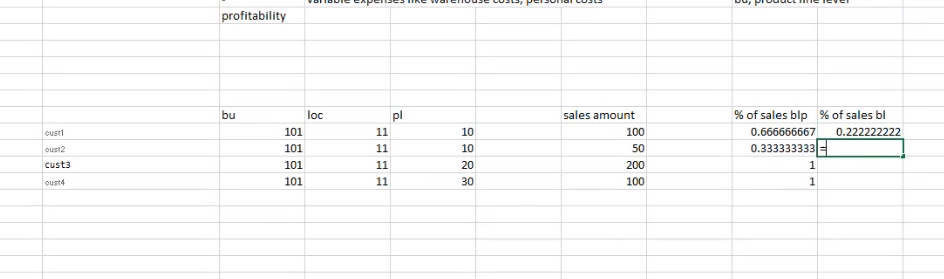 variable expenses like warehouse costs, personal costs bu, product line level
profitability
bu loc pl sales amount % of sales blp % of sales bl
cust1 101 11 10 100 0.666666667 0.222222222
cust2 101 11 10 50 0.333333333 =
cust3 101 11 20 200 1
cust4 101 11 30 100 1